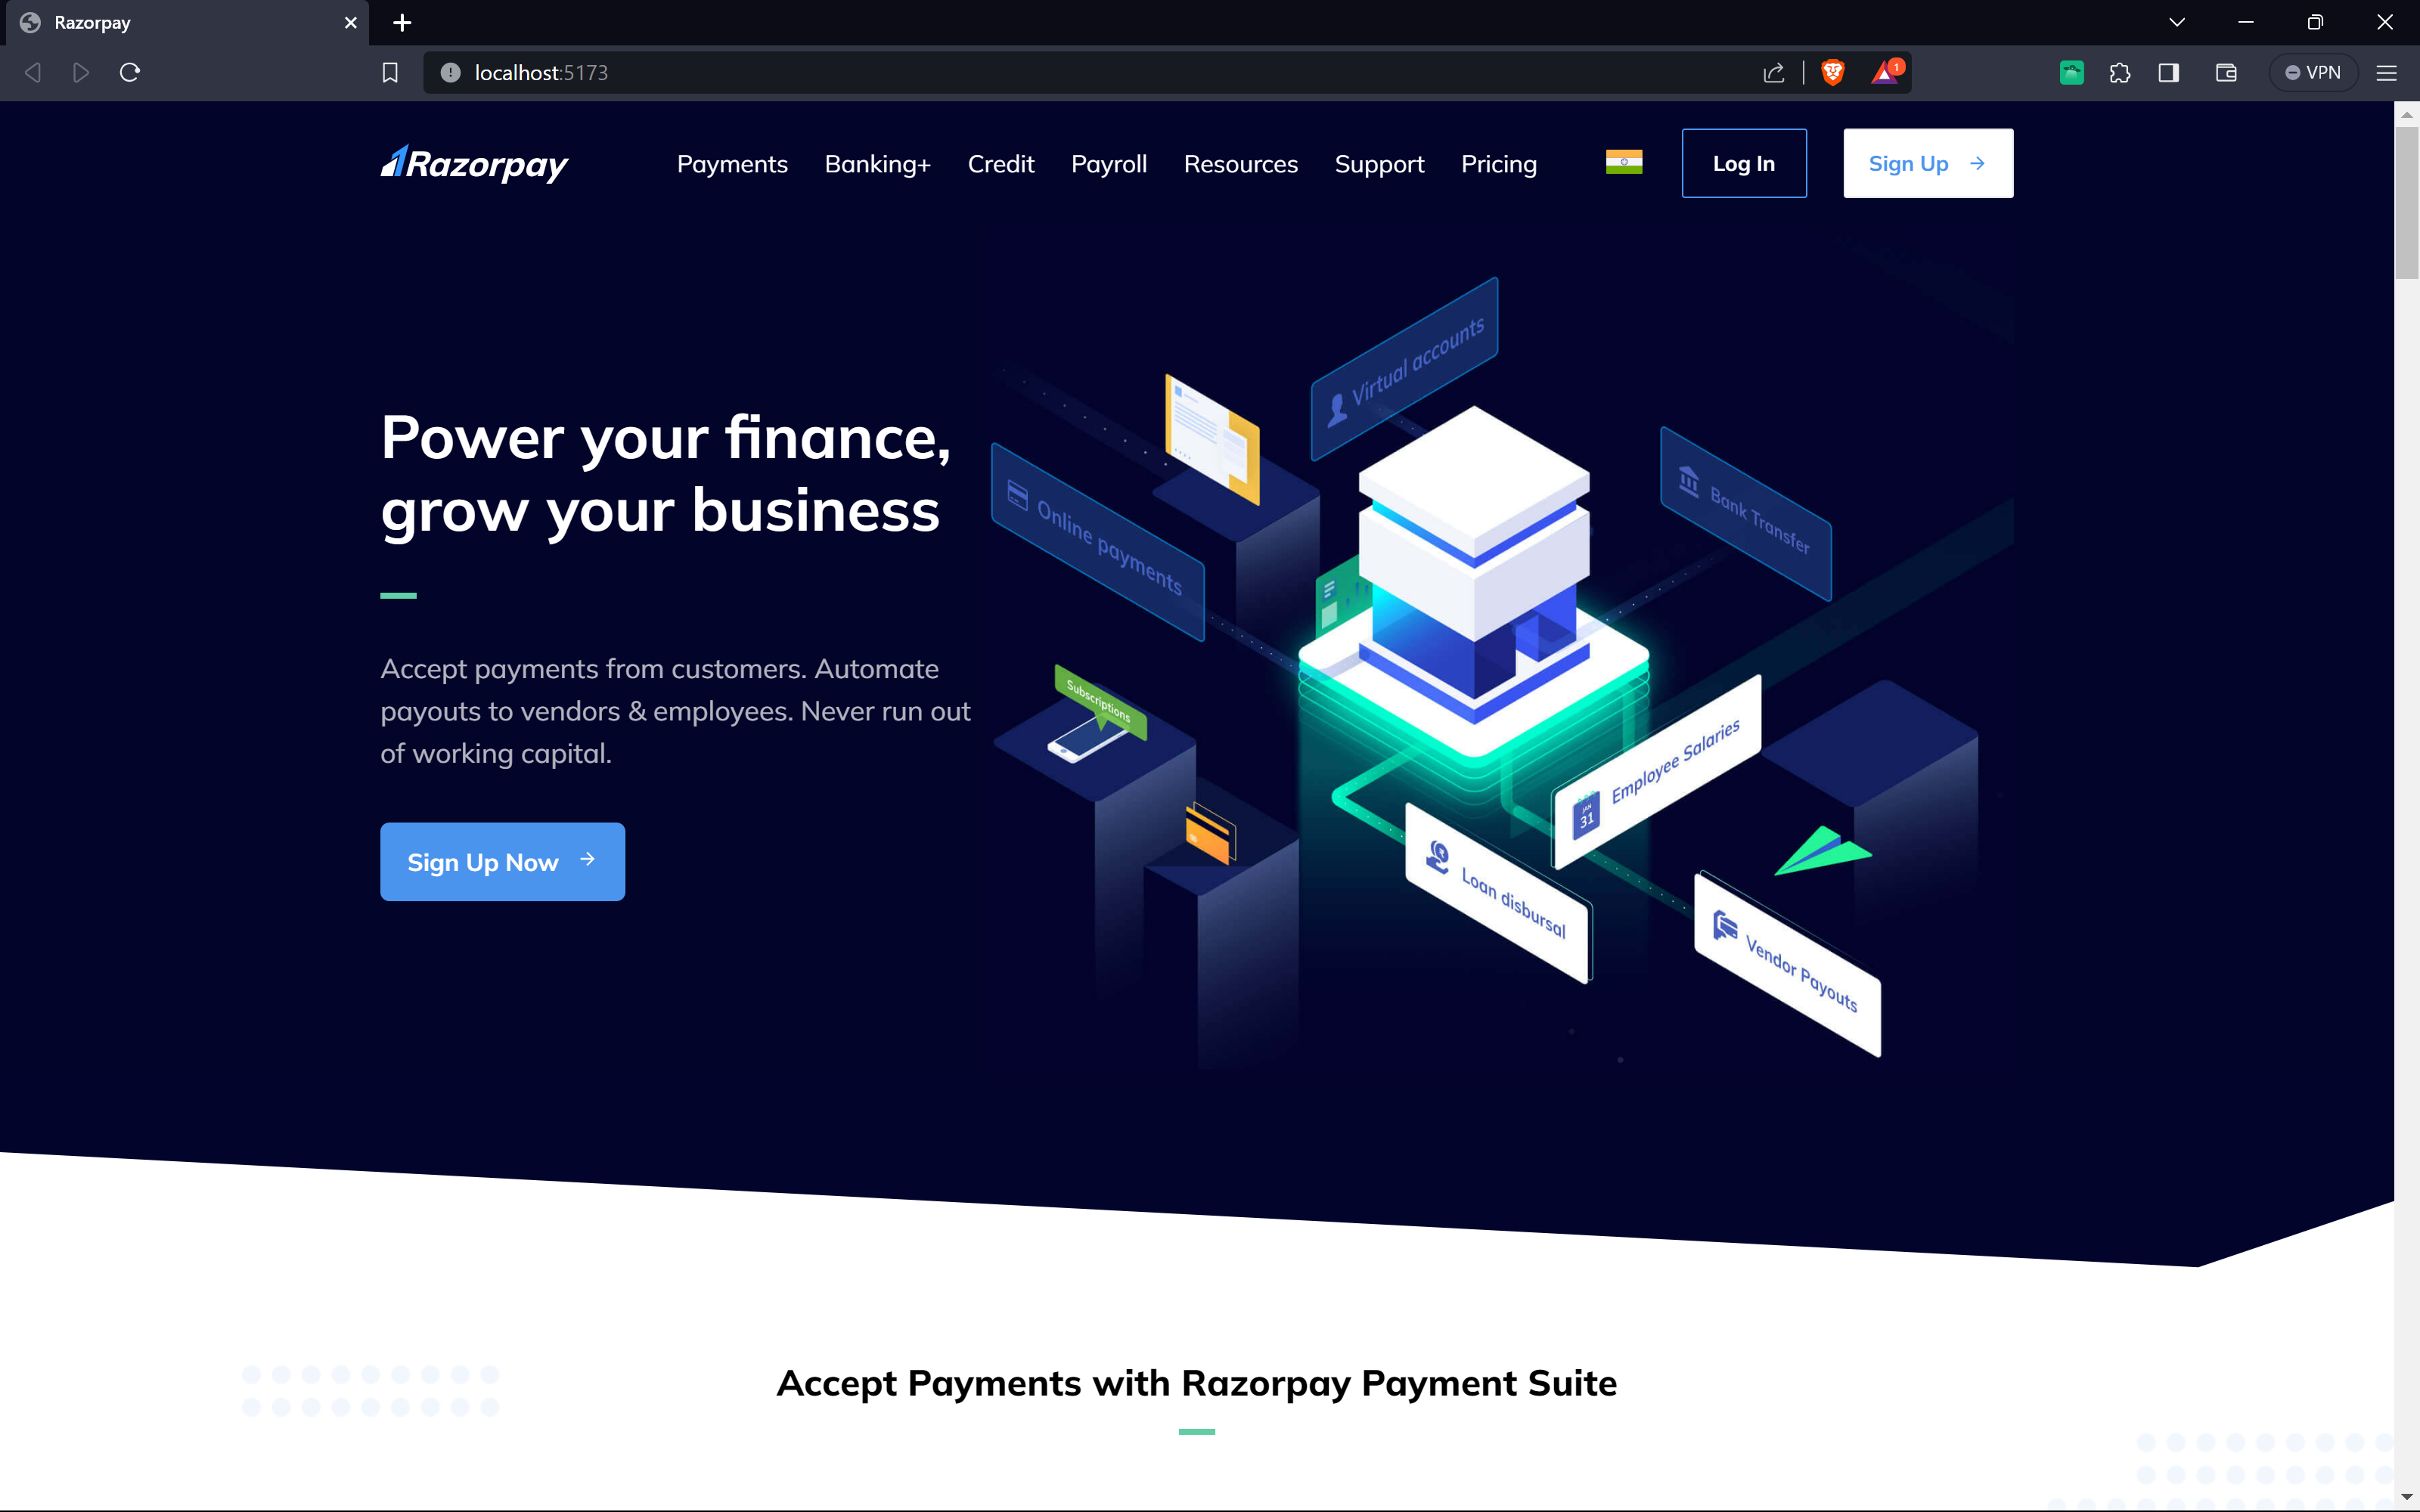 Razorpay
localhost:5173
1
VPN
Razorpay
Payments Banking+ Credit Payroll Resources Support Pricing
Log In
Sign Up
Power your finance,
grow your business
Accept payments from customers. Automate
payouts to vendors & employees. Never run out
of working capital.
Sign Up Now
Virtual accounts
Bank Transfer
Online payments
Subscriptions
JAN
31
Employee Salaries
Loan disbursal
Vendor Payouts
Accept Payments with Razorpay Payment Suite